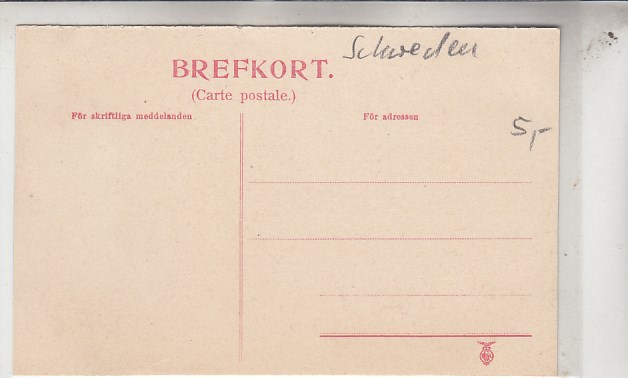 Schweden
BREFKORT.
(Carte postale.)
För skriftliga meddelanden
För adressen
5,-